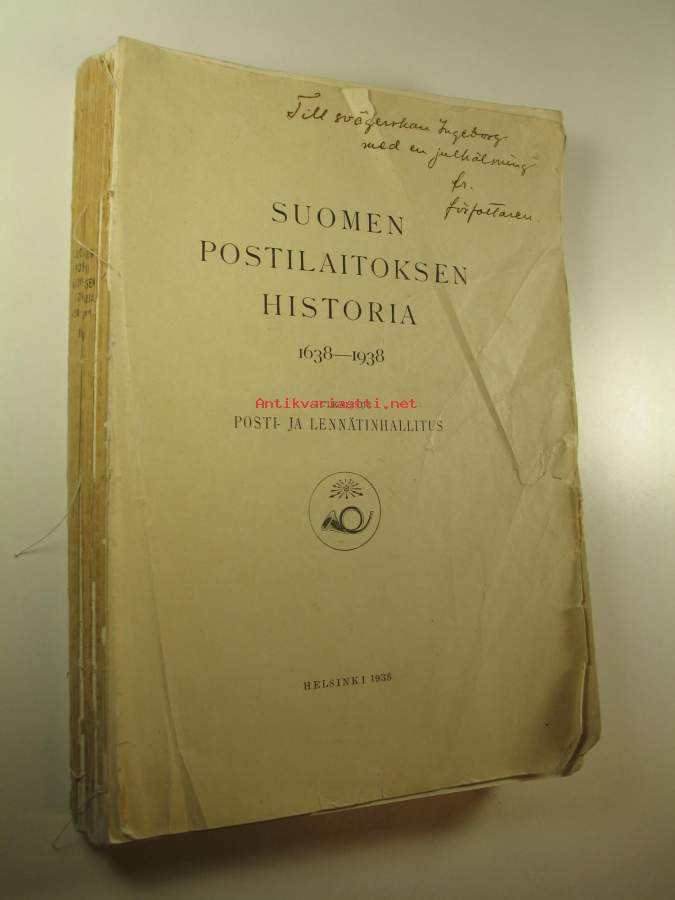 Till svägerskan Ingeborg
med en julhälsning
fr.
författaren.
SUOMEN
POSTILAITOKSEN
HISTORIA
1638—1938
Antikvariaatti.net
POSTI- JA LENNÄTINHALLITUS
HELSINKI 1938